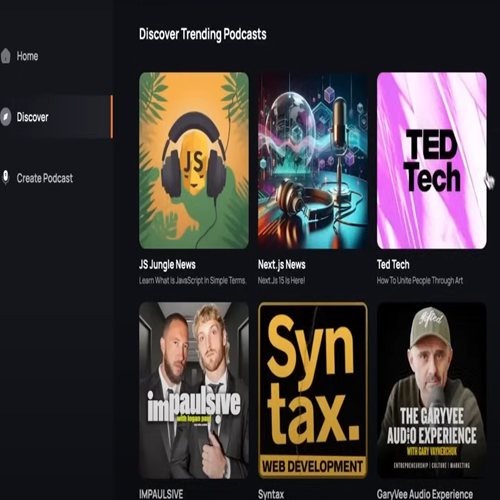 Discover Trending Podcasts
Home
Discover
Create Podcast
JS
TED
Tech
JS Jungle News
Next.js News
Ted Tech
Learn What Is JavaScript In Simple Terms.
Next.Js 15 Is Here!
How To Unite People Through Art
impaulsive
with logan paul
Syn
tax.
WEB DEVELOPMENT
THE GARYVEE
AUDIO EXPERIENCE
WITH GARY VAYNERCHUK
ENTREPRENEURSHIP | CULTURE | MARKETING
IMPAULSIVE
Syntax
GaryVee Audio Experience